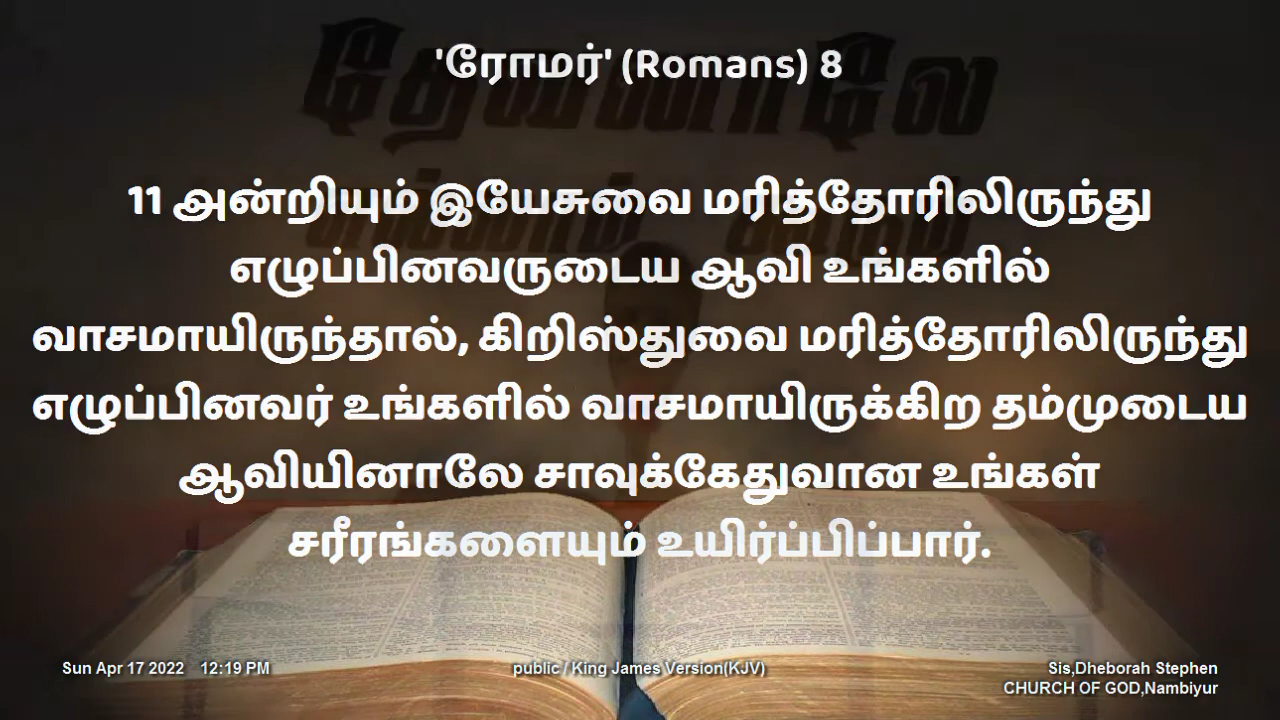 'ரோமர்' (Romans) 8
11 அன்றியும் இயேசுவை மரித்தோரிலிருந்து
எழுப்பினவருடைய ஆவி உங்களில்
வாசமாயிருந்தால், கிறிஸ்துவை மரித்தோரிலிருந்து
எழுப்பினவர் உங்களில் வாசமாயிருக்கிற தம்முடைய
ஆவியினாலே சாவுக்கேதுவான உங்கள்
சரீரங்களையும் உயிர்ப்பிப்பார்.
Sun Apr 17 2022 12:19 PM
public / King James Version(KJV)
Sis,Dheborah Stephen
CHURCH OF GOD,Nambiyur